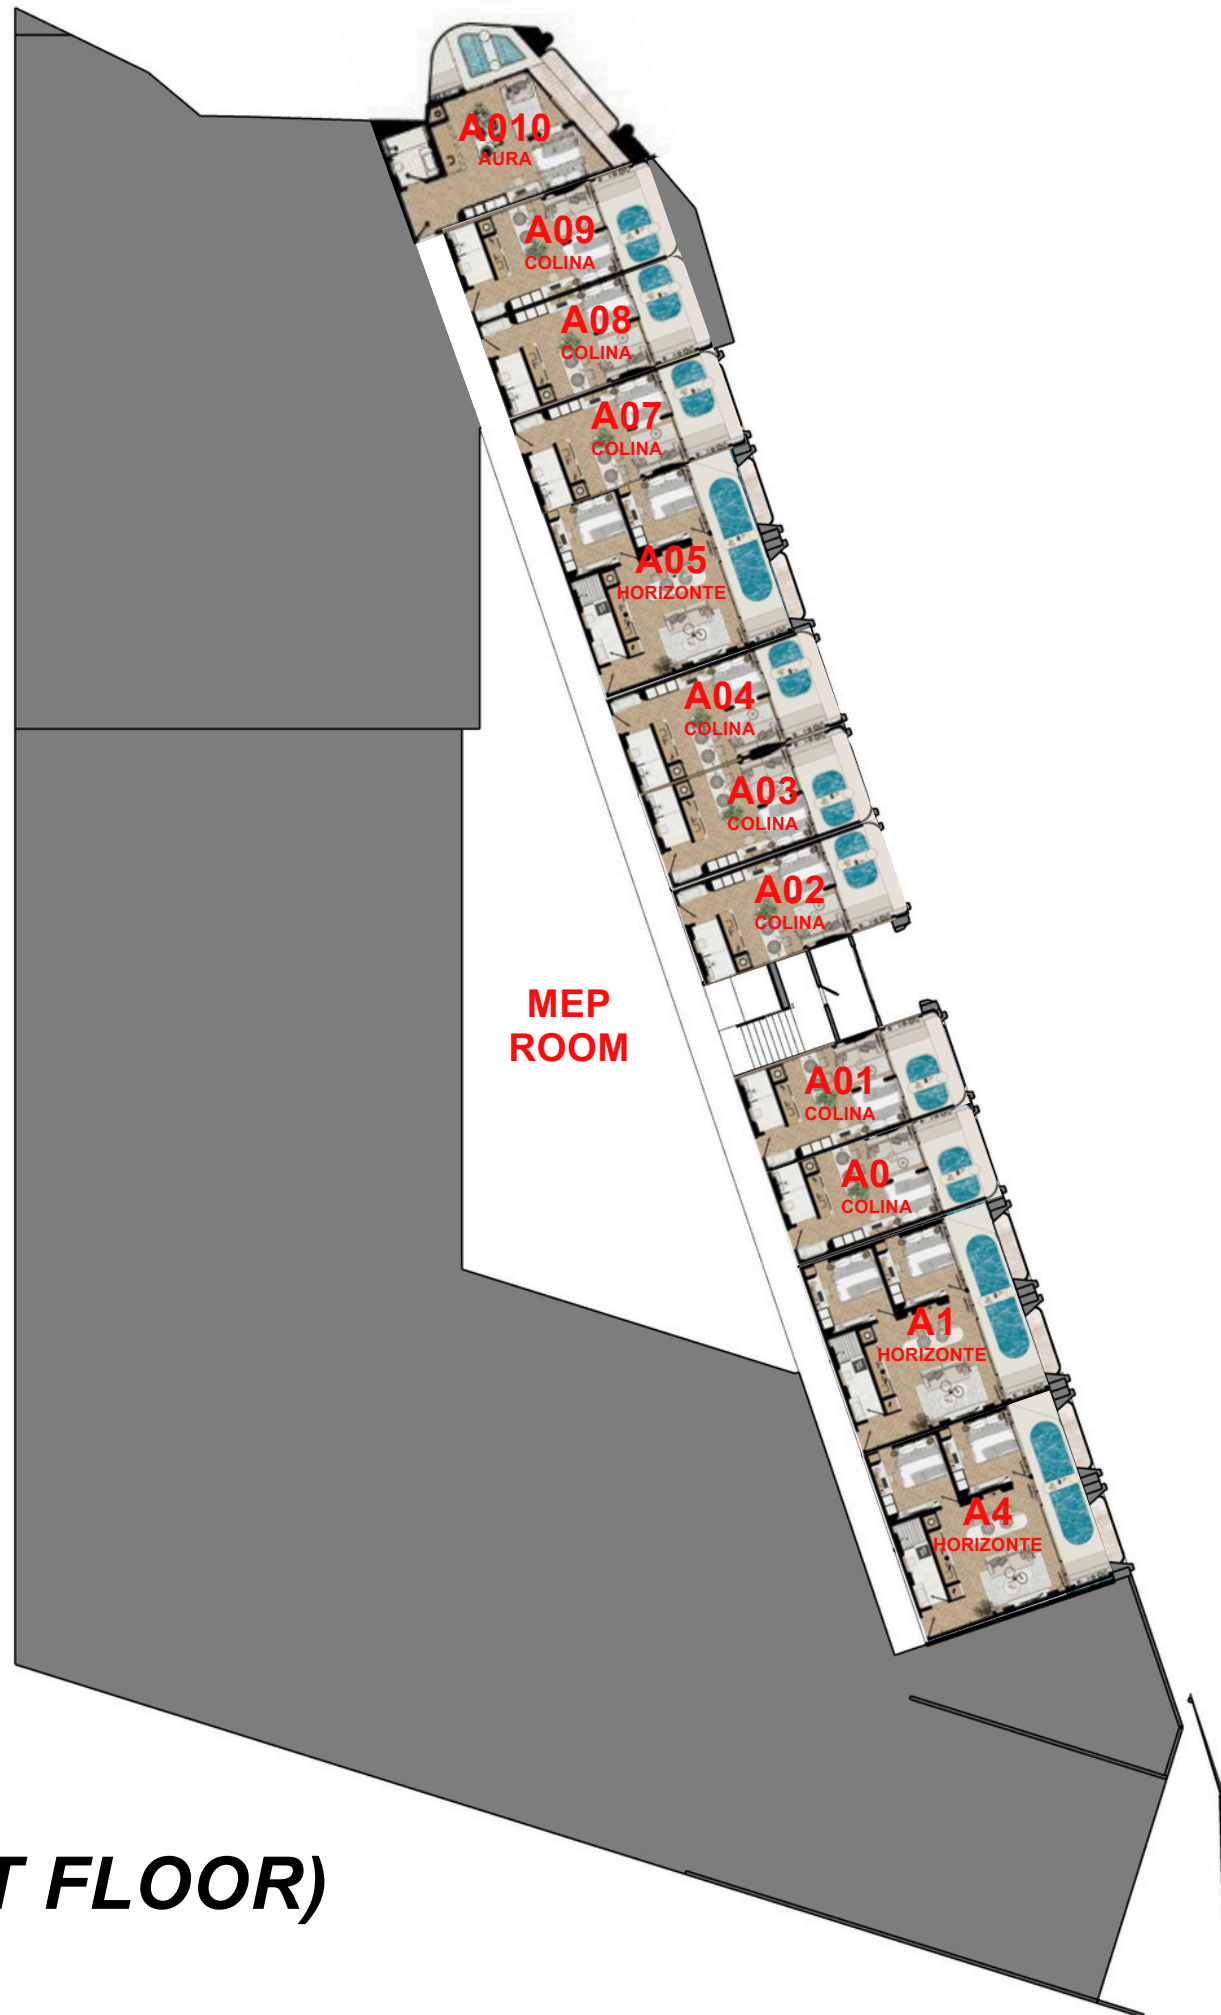 A010
AURA
A09
COLINA
A08
COLINA
A07
COLINA
A05
HORIZONTE
A04
COLINA
A03
COLINA
A02
COLINA
MEP
ROOM
A01
COLINA
A0
COLINA
A1
HORIZONTE
A4
HORIZONTE
T FLOOR)